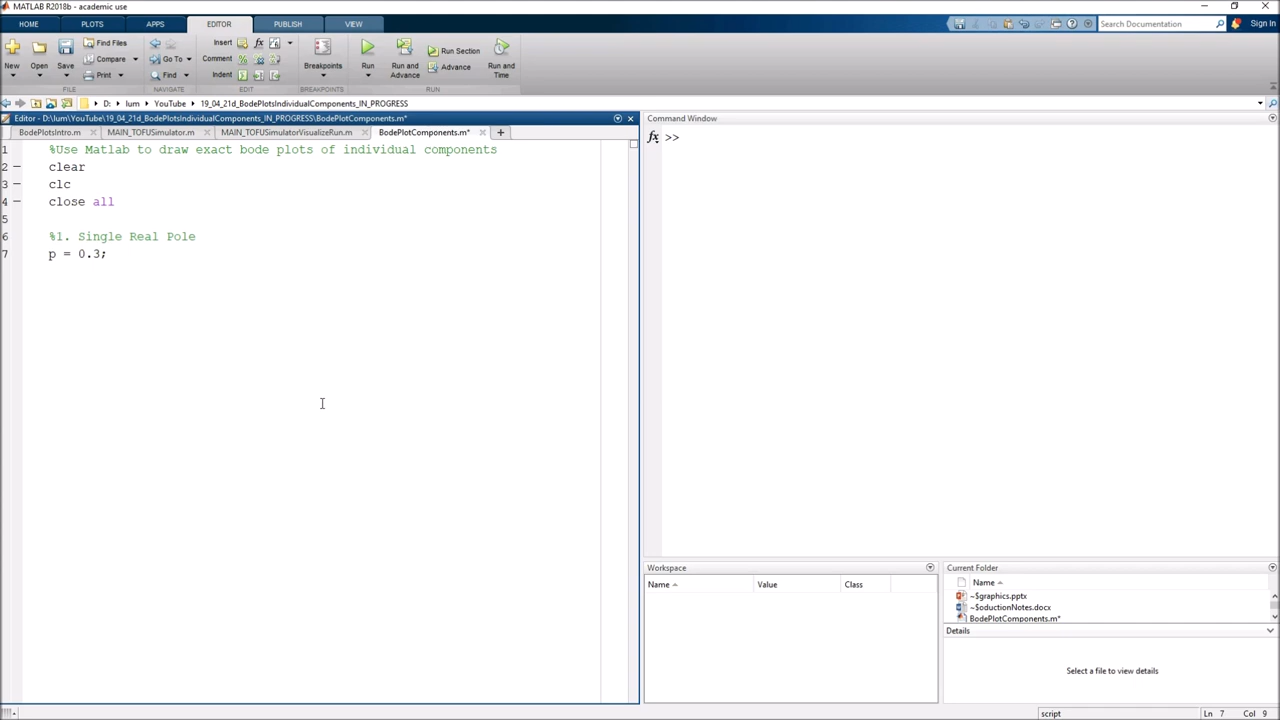 MATLAB R2018b - academic use
HOME PLOTS APPS EDITOR PUBLISH VIEW
Search Documentation Sign In
New Open Save Find Files Compare Print
Go To Find
Insert Comment Indent
Breakpoints
Run Run and Advance Run Section Advance Run and Time
FILE NAVIGATE EDIT BREAKPOINTS RUN
D: Ium YouTube 19_04_21d_BodePlotsIndividualComponents_IN_PROGRESS
Editor - D:\Ium\YouTube\19_04_21d_BodePlotsIndividualComponents_IN_PROGRESS\BodePlotComponents.m*
BodePlotsIntro.m MAIN_TOFUSimulator.m MAIN_TOFUSimulatorVisualizeRun.m BodePlotComponents.m*
1 %Use Matlab to draw exact bode plots of individual components
2 clear
3 clc
4 close all
5
6 %1. Single Real Pole
7 p = 0.3;
Command Window
fx >>
Workspace
Name Value Class
Current Folder
Name
~$graphics.pptx
~$oductionNotes.docx
BodePlotComponents.m*
Details
Select a file to view details
script Ln 7 Col 9